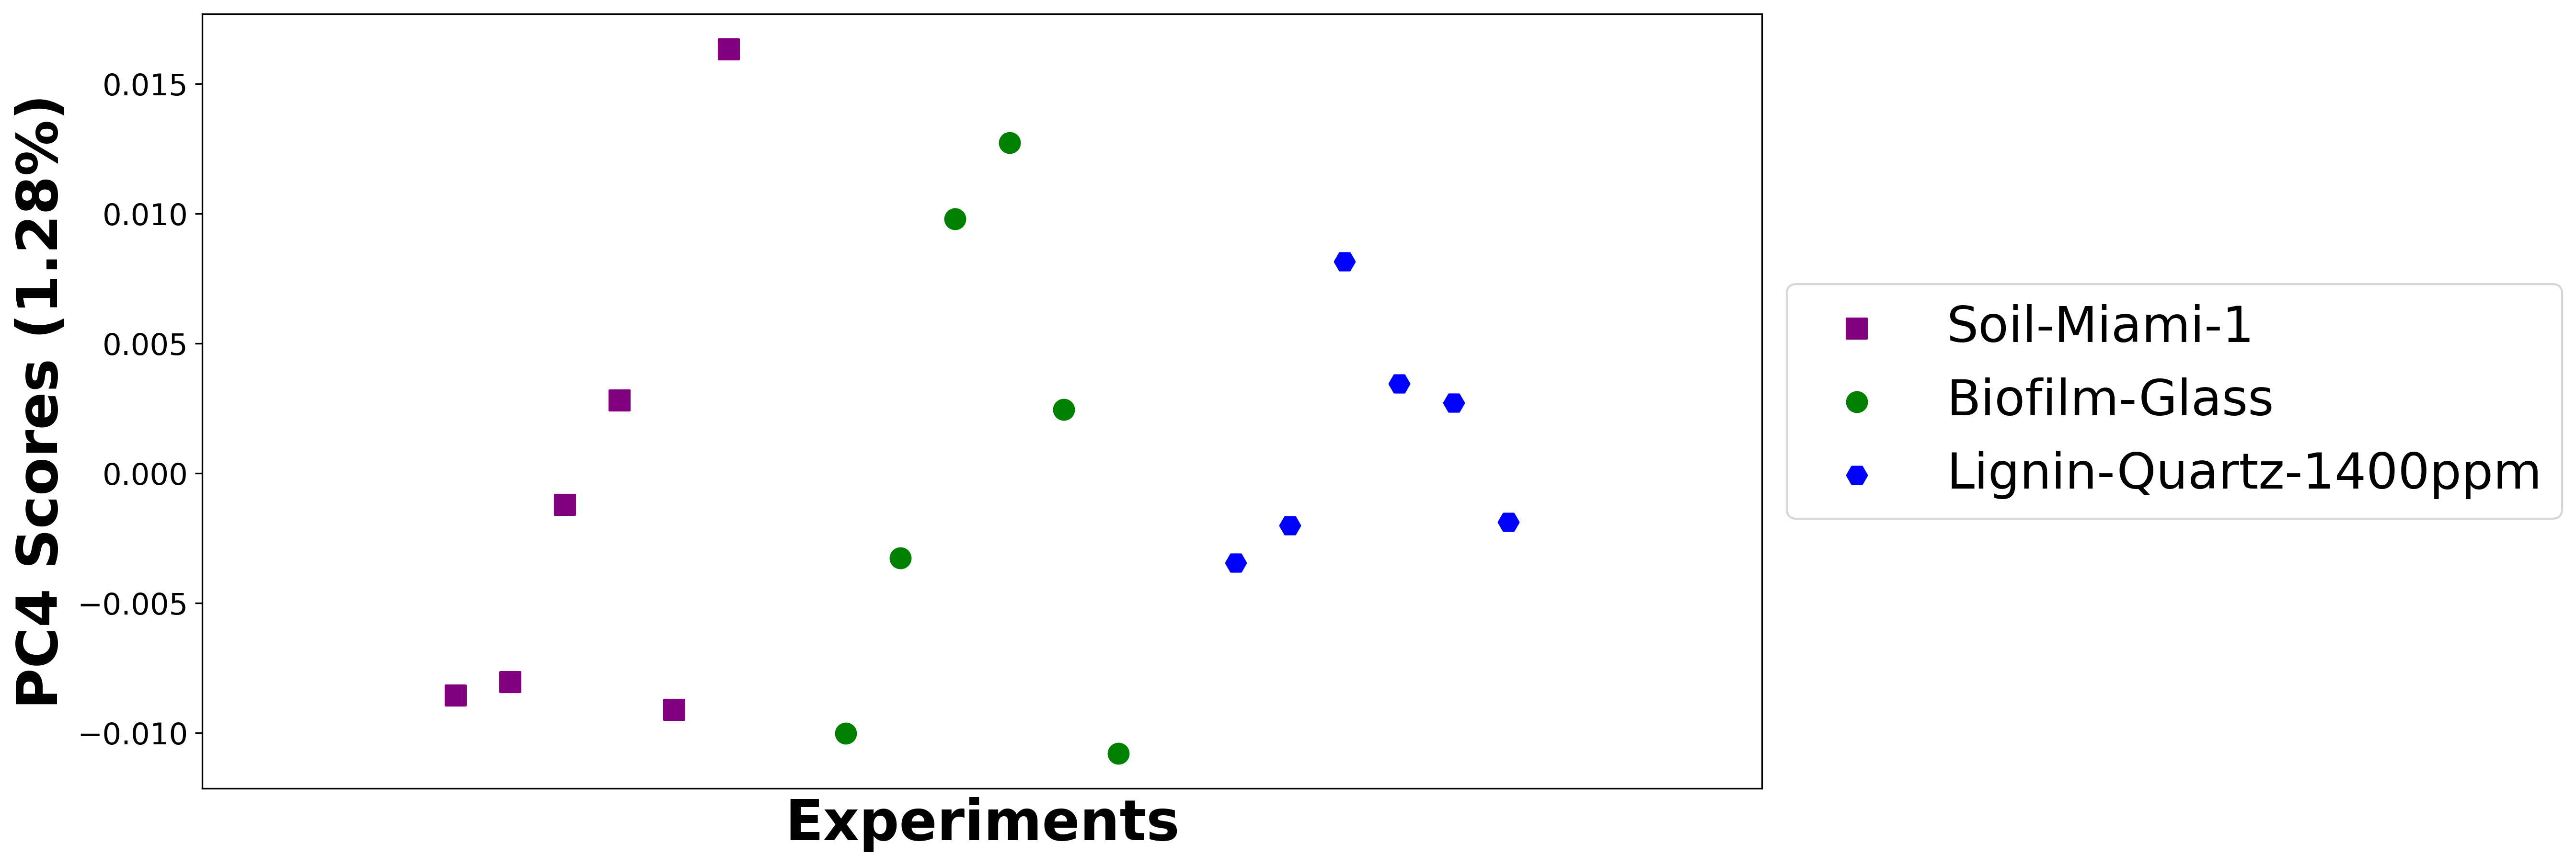 PC4 Scores (1.28%)
0.015
0.010
0.005
0.000
−0.005
−0.010
Experiments
Soil-Miami-1
Biofilm-Glass
Lignin-Quartz-1400ppm